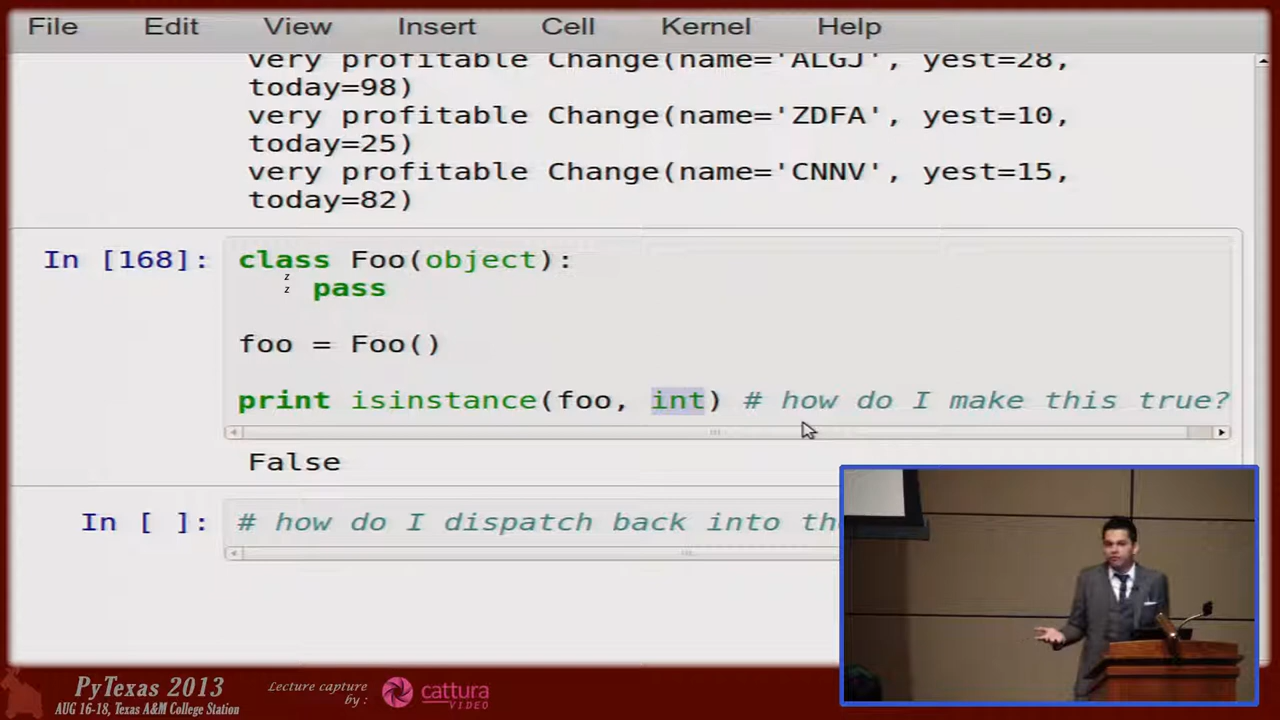 File Edit View Insert Cell Kernel Help
very profitable Change(name='ALGJ', yest=28,
today=98)
very profitable Change(name='ZDFA', yest=10,
today=25)
very profitable Change(name='CNNV', yest=15,
today=82)
In [168]: class Foo(object):
z
z
pass
foo = Foo()
print isinstance(foo, int) # how do I make this true?
False
In [ ]: # how do I dispatch back into th
PyTexas 2013
AUG 16-18, Texas A&M College Station
Lecture capture
by :
cattura
VIDEO